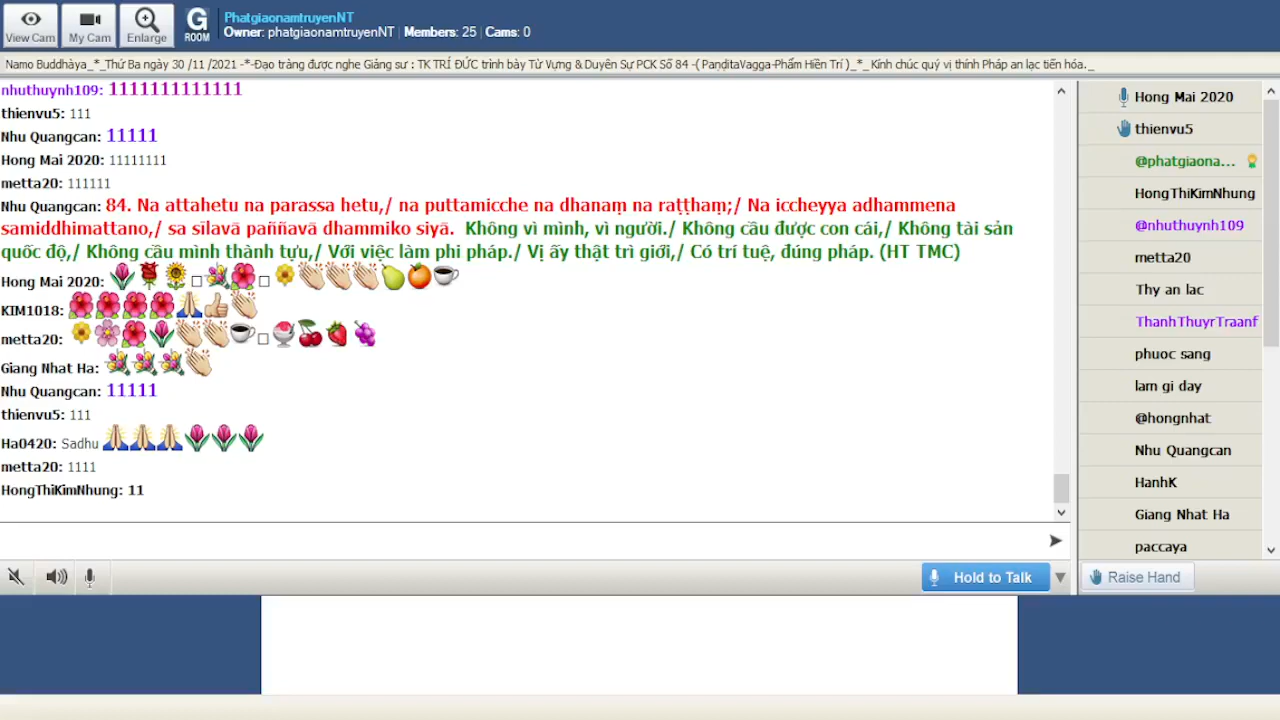 View Cam
My Cam
Enlarge
G
ROOM
PhatgiaonamtruyenNT
Owner: phatgiaonamtruyenNT | Members: 25 | Cams: 0
Namo Buddhàya_*_Thứ Ba ngày 30 /11 /2021 -*-Đạo tràng được nghe Giảng sư : TK TRÍ ĐỨC trình bày Từ Vựng & Duyên Sự PCK Số 84 -( PaṇḍitaVagga-Phẩm Hiền Trí )_*_ Kính chúc quý vị thính Pháp an lạc tiến hóa._
nhuthuynh109: 1111111111111
thienvu5: 111
Nhu Quangcan: 11111
Hong Mai 2020: 11111111
metta20: 111111
Nhu Quangcan: 84. Na attahetu na parassa hetu,/ na puttamicche na dhanaṃ na raṭṭhaṃ;/ Na iccheyya adhammena
samiddhimattano,/ sa sīlavā paññavā dhammiko siyā. Không vì mình, vì người./ Không cầu được con cái,/ Không tài sản
quốc độ,/ Không cầu mình thành tựu,/ Với việc làm phi pháp./ Vị ấy thật trì giới,/ Có trí tuệ, đúng pháp. (HT TMC)
Hong Mai 2020:
KIM1018:
metta20:
Giang Nhat Ha:
Nhu Quangcan: 11111
thienvu5: 111
Ha0420: Sadhu
metta20: 1111
HongThiKimNhung: 11
Hong Mai 2020
thienvu5
@phatgiaona...
HongThiKimNhung
@nhuthuynh109
metta20
Thy an lac
ThanhThuyrTraanf
phuoc sang
lam gi day
@hongnhat
Nhu Quangcan
HanhK
Giang Nhat Ha
paccaya
Hold to Talk
Raise Hand